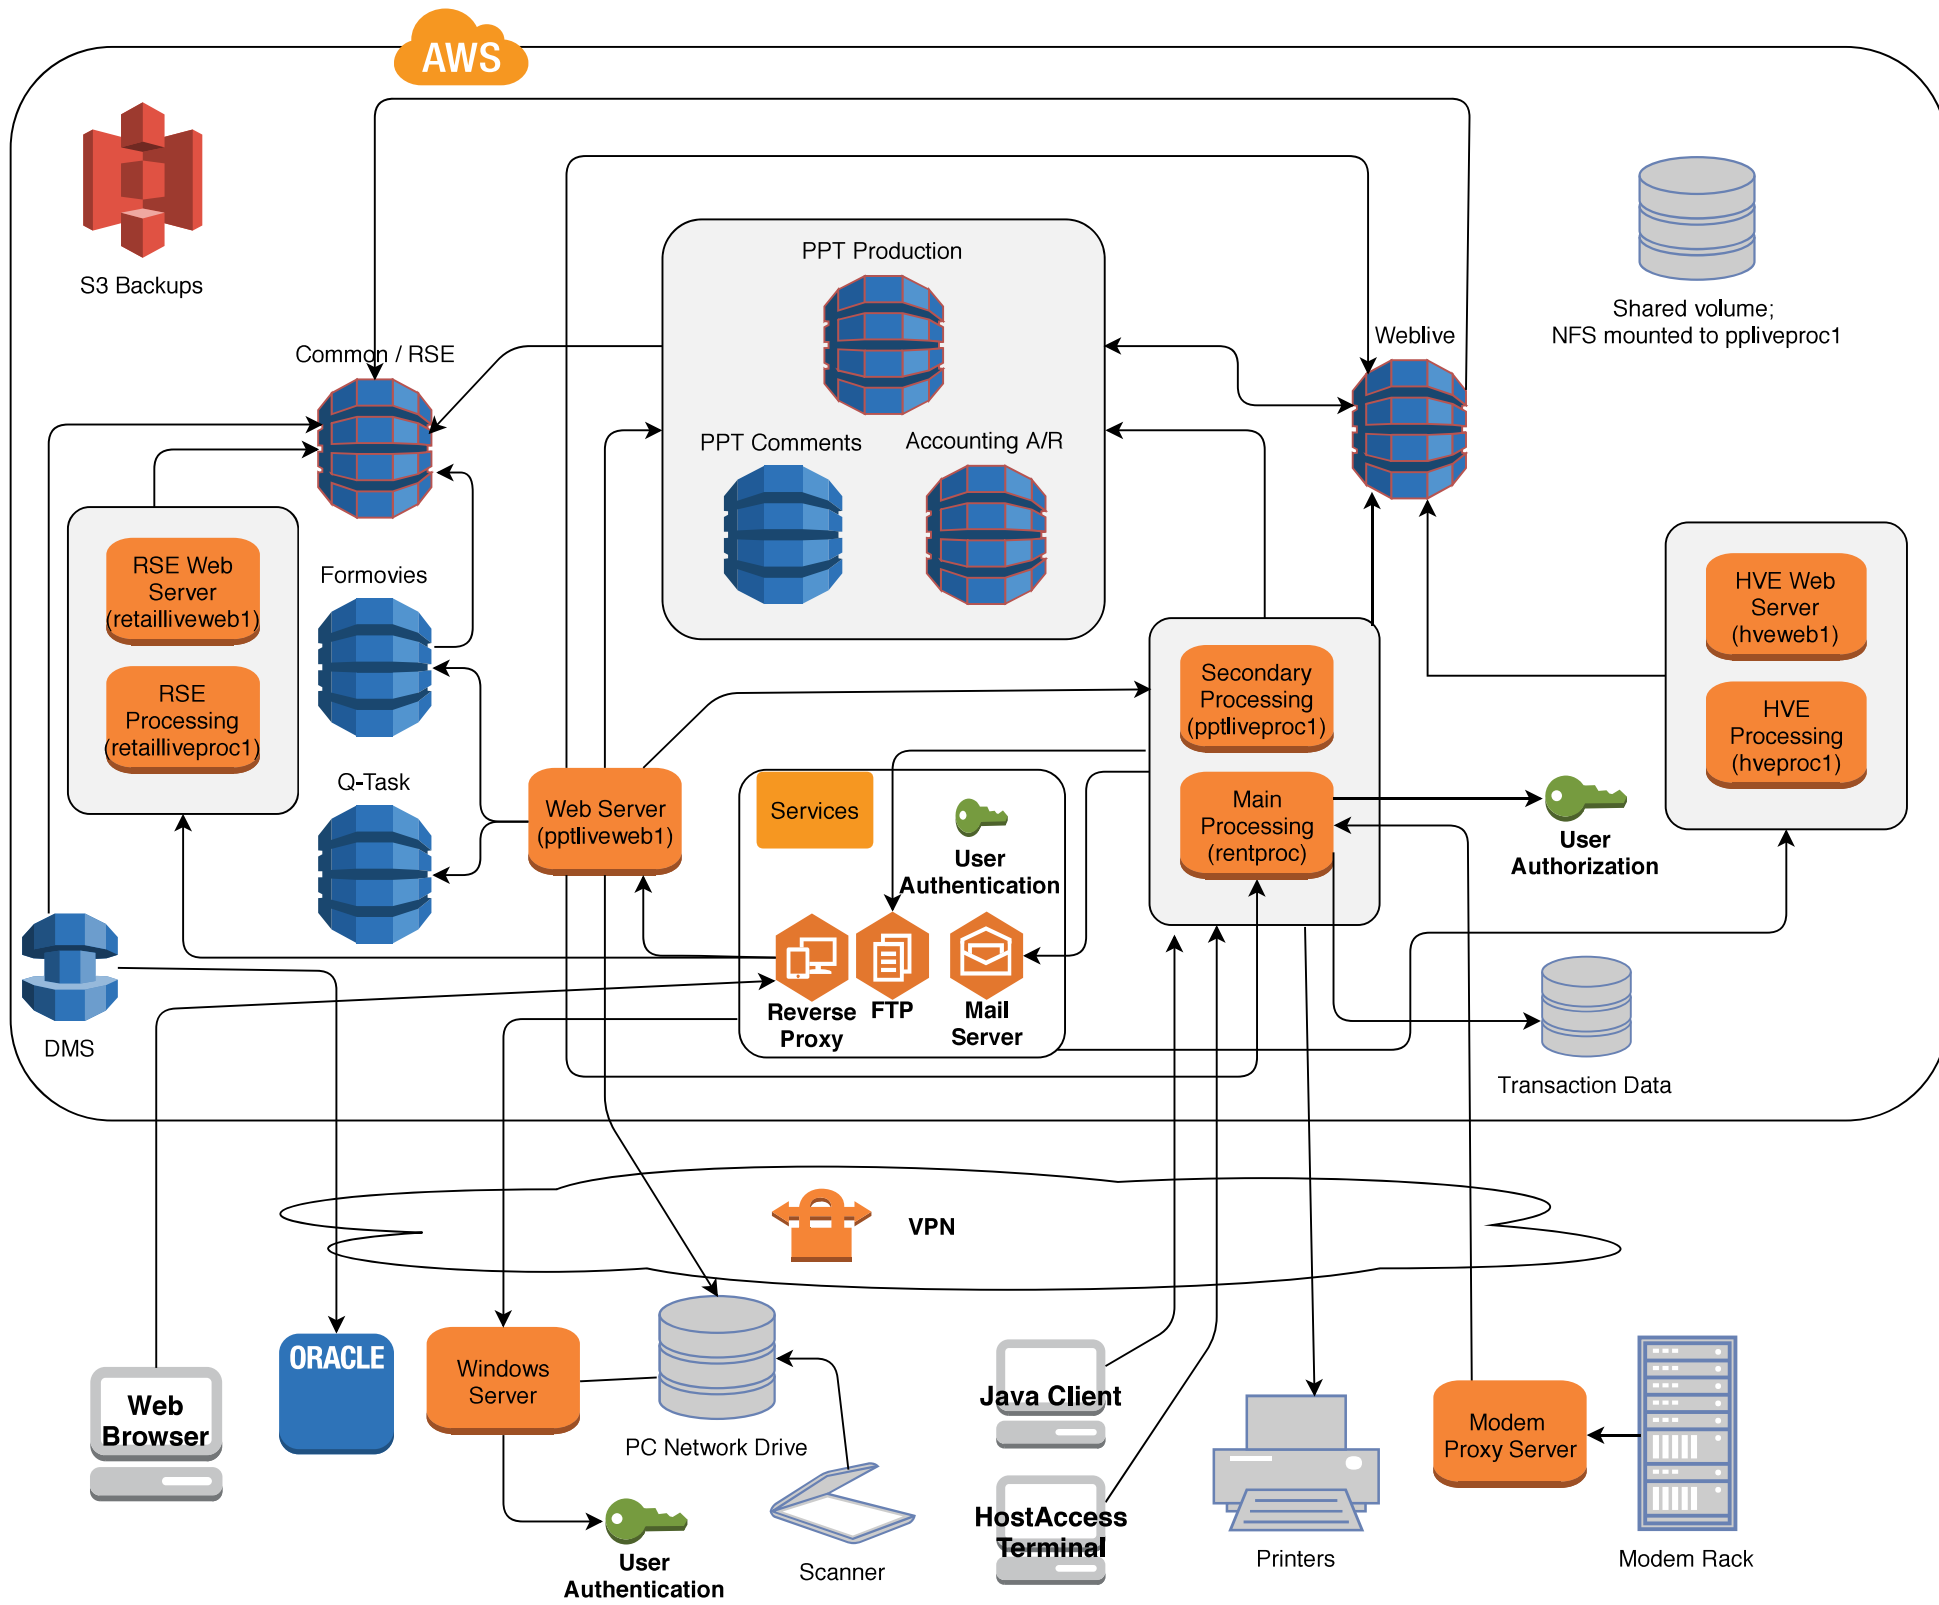 AWS
S3 Backups
Common / RSE
PPT Production
PPT Comments
Accounting A/R
Weblive
Shared volume;
NFS mounted to ppliveproc1
RSE Web
Server
(retailliveweb1)
RSE
Processing
(retailliveproc1)
Formovies
Q-Task
Web Server
(pptliveweb1)
Services
User
Authentication
Reverse
Proxy
FTP
Mail
Server
Secondary
Processing
(pptliveproc1)
Main
Processing
(rentproc)
User
Authorization
HVE Web
Server
(hveweb1)
HVE
Processing
(hveproc1)
DMS
Transaction Data
VPN
Web
Browser
ORACLE
Windows
Server
PC Network Drive
User
Authentication
Scanner
Java Client
HostAccess
Terminal
Printers
Modem
Proxy Server
Modem Rack